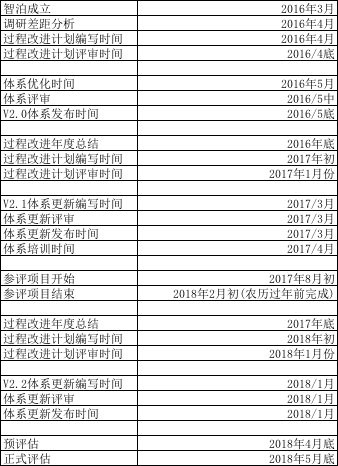 智泊成立 2016年3月
调研差距分析 2016年4月
过程改进计划编写时间 2016年4月
过程改进计划评审时间 2016/4底
体系优化时间 2016年5月
体系评审 2016/5中
V2.0体系发布时间 2016/5底
过程改进年度总结 2016年底
过程改进计划编写时间 2017年初
过程改进计划评审时间 2017年1月份
V2.1体系更新编写时间 2017/3月
体系更新评审 2017/3月
体系更新发布时间 2017/3月
体系培训时间 2017/4月
参评项目开始 2017年8月初
参评项目结束 2018年2月初(农历过年前完成)
过程改进年度总结 2017年底
过程改进计划编写时间 2018年初
过程改进计划评审时间 2018年1月份
V2.2体系更新编写时间 2018/1月
体系更新评审 2018/1月
体系更新发布时间 2018/1月
预评估 2018年4月底
正式评估 2018年5月底